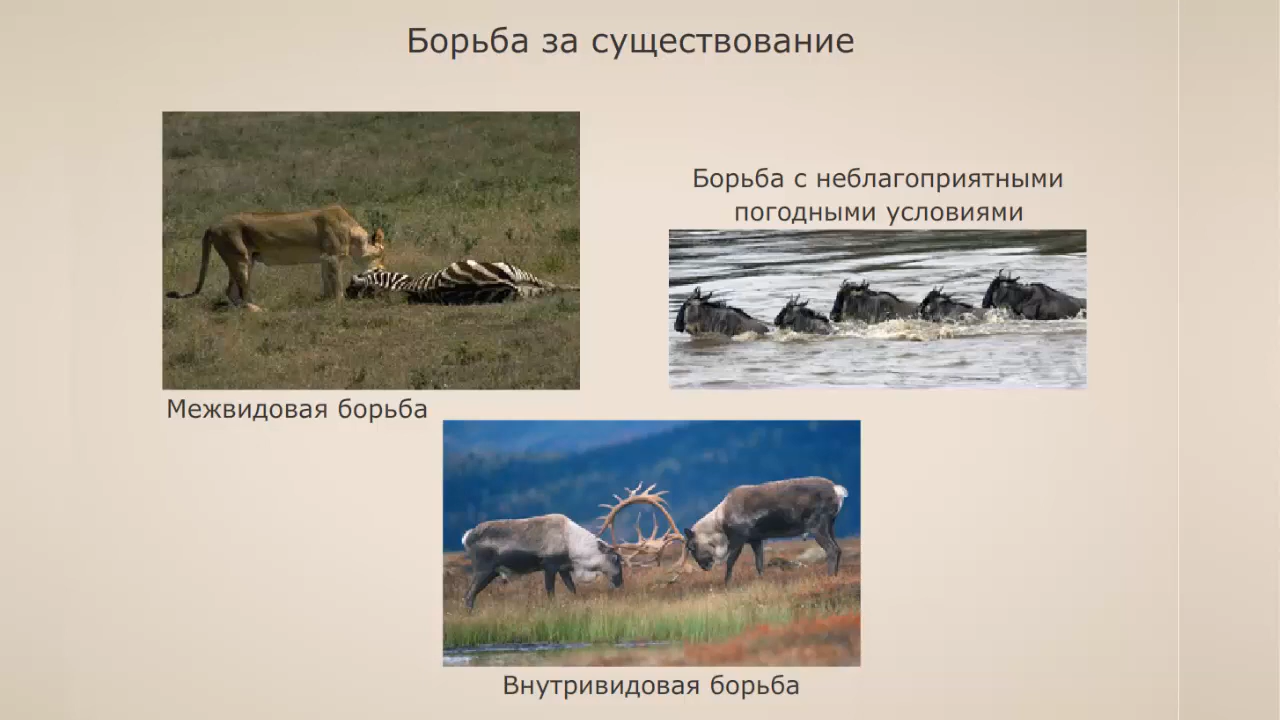 Борьба за существование
Борьба с неблагоприятными
погодными условиями
Межвидовая борьба
Внутривидовая борьба